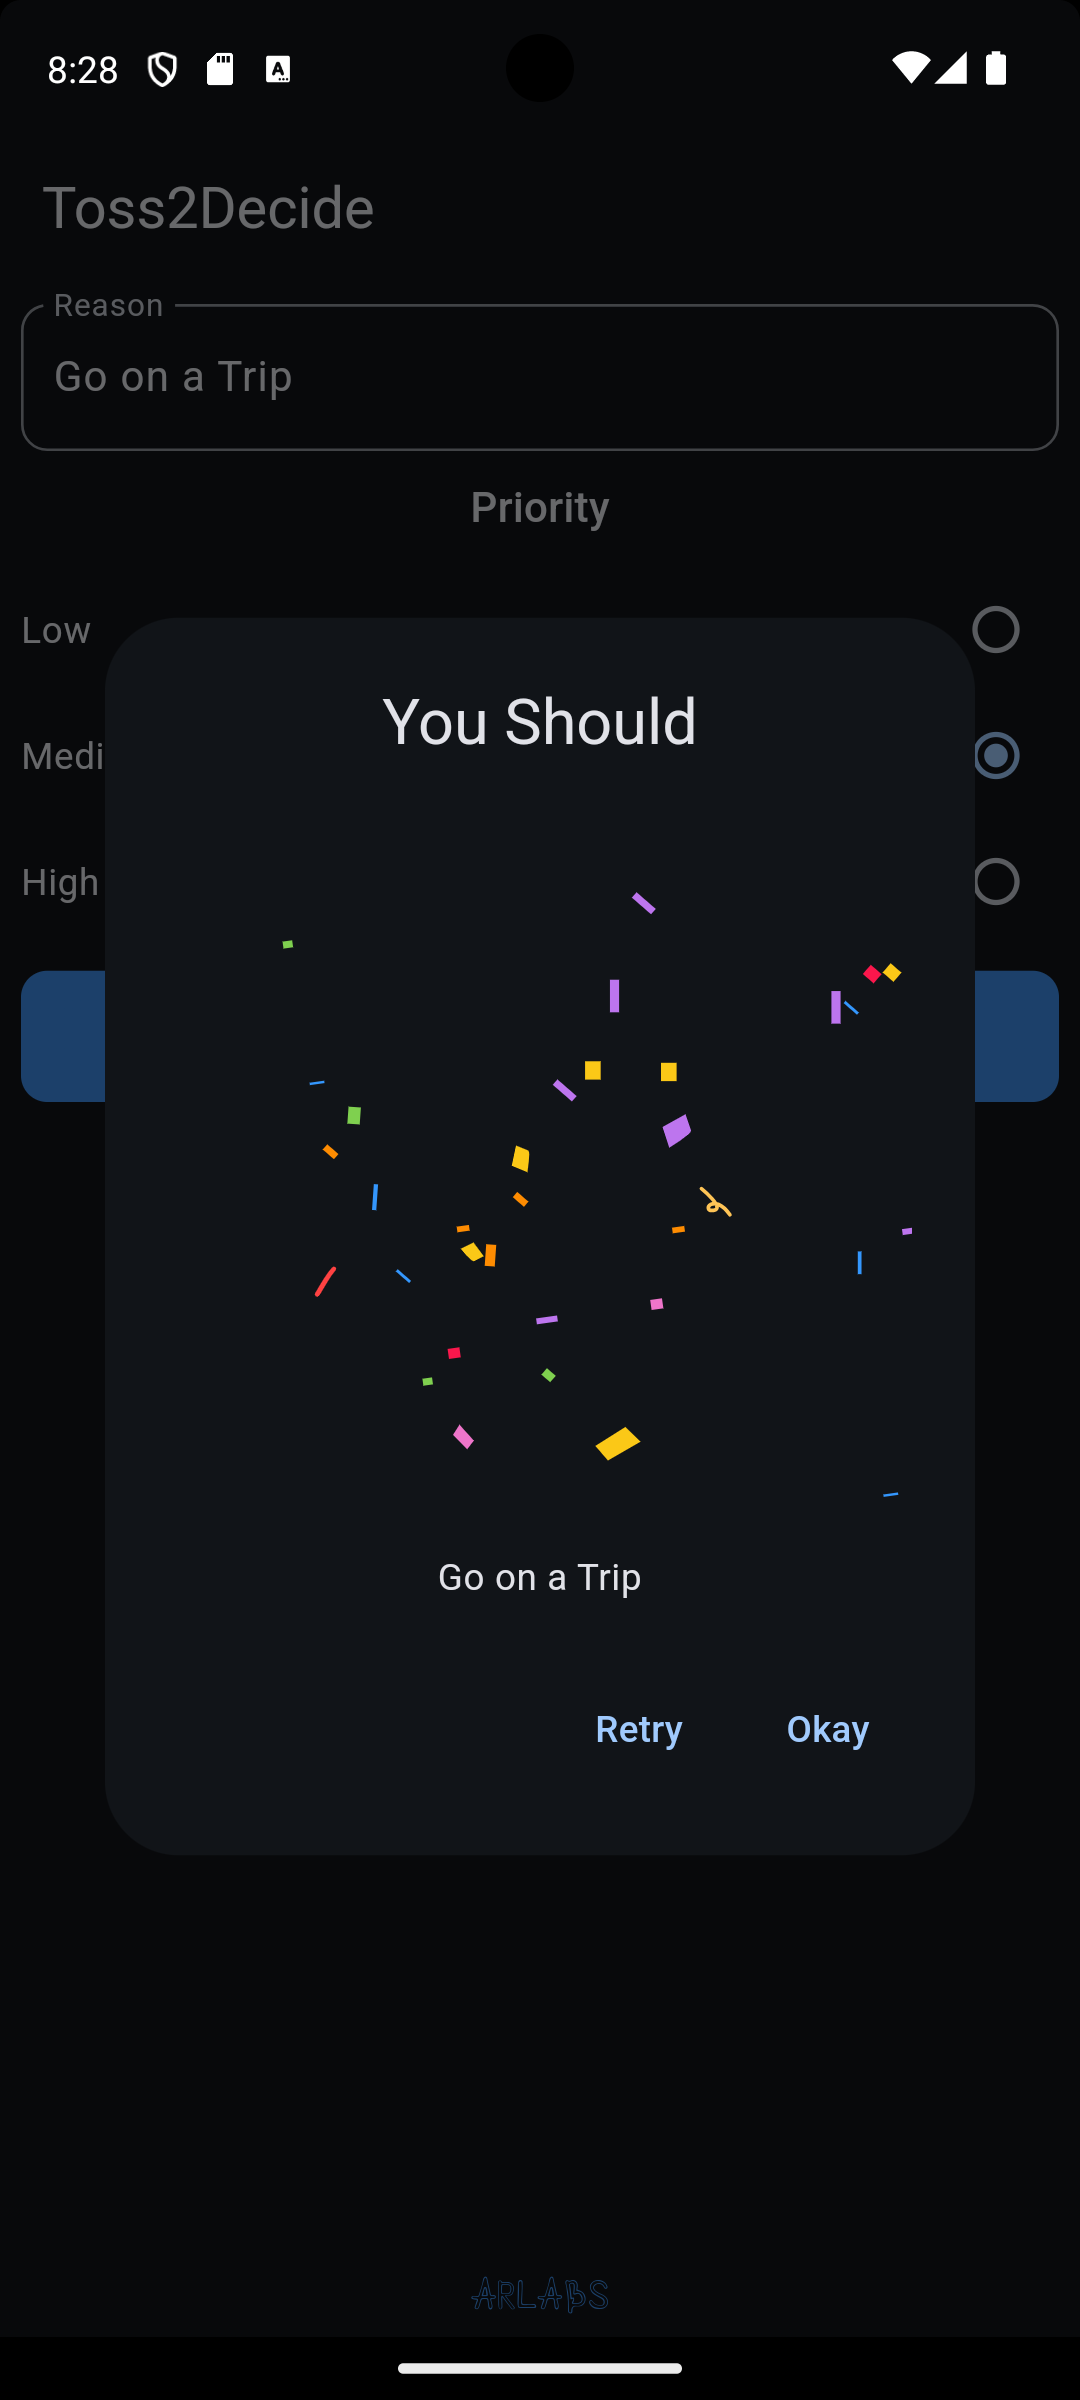 8:28
Toss2Decide
Reason
Go on a Trip
Priority
Low
Medi
High
You Should
Go on a Trip
Retry Okay
ARLABS